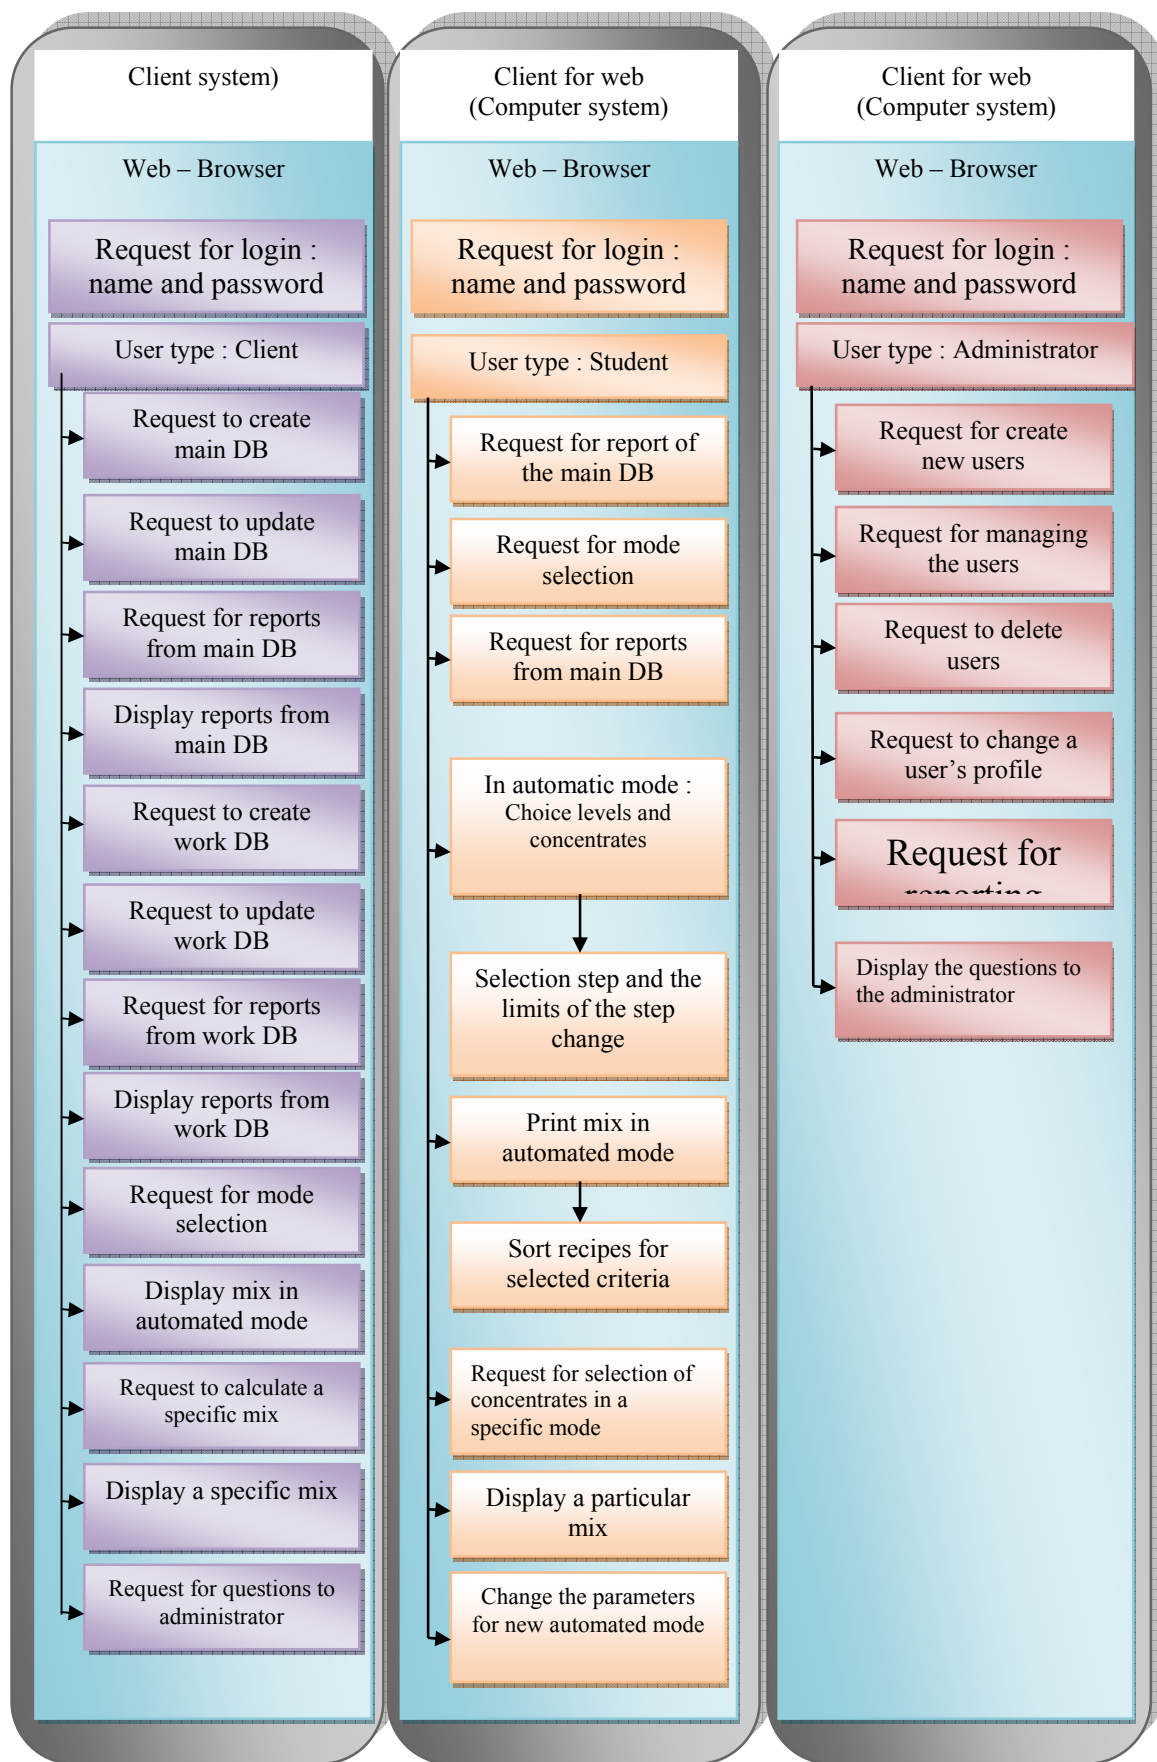 Client system)
Web – Browser
Request for login :
name and password
User type : Client
Request to create
main DB
Request to update
main DB
Request for reports
from main DB
Display reports from
main DB
Request to create
work DB
Request to update
work DB
Request for reports
from work DB
Display reports from
work DB
Request for mode
selection
Display mix in
automated mode
Request to calculate a
specific mix
Display a specific mix
Request for questions to
administrator
Client for web
(Computer system)
Web – Browser
Request for login :
name and password
User type : Student
Request for report of
the main DB
Request for mode
selection
Request for reports
from main DB
In automatic mode :
Choice levels and
concentrates
Selection step and the
limits of the step
change
Print mix in
automated mode
Sort recipes for
selected criteria
Request for selection of
concentrates in a
specific mode
Display a particular
mix
Change the parameters
for new automated mode
Client for web
(Computer system)
Web – Browser
Request for login :
name and password
User type : Administrator
Request for create
new users
Request for managing
the users
Request to delete
users
Request to change a
user’s profile
Request for
reporting
Display the questions to
the administrator